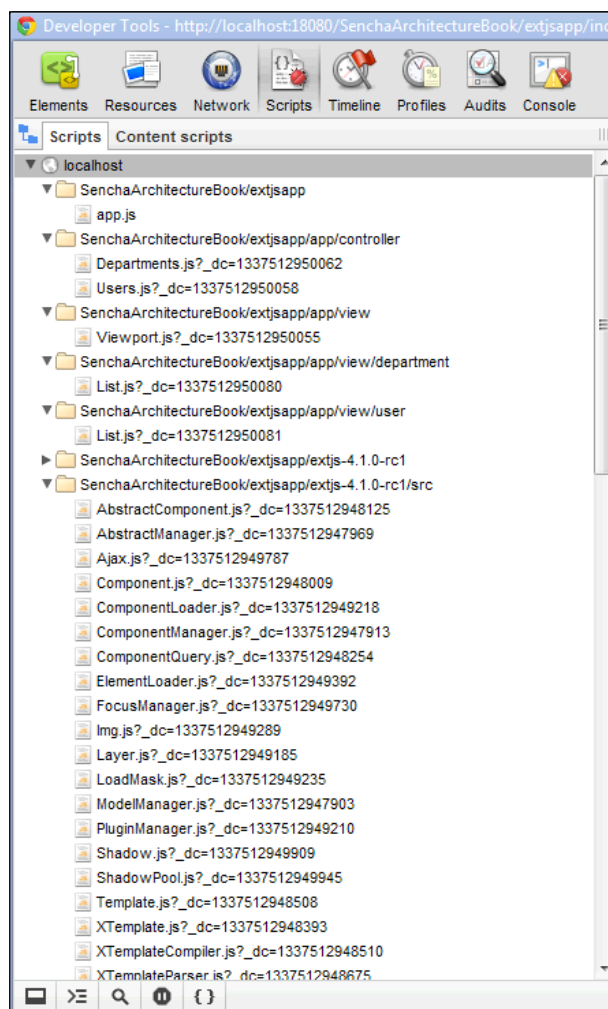 Developer Tools - http://localhost:18080/SenchaArchitectureBook/extjsapp/in
Elements Resources Network Scripts Timeline Profiles Audits Console
Scripts Content scripts
localhost
SenchaArchitectureBook/extjsapp
app.js
SenchaArchitectureBook/extjsapp/app/controller
Departments.js?_dc=1337512950062
Users.js?_dc=1337512950058
SenchaArchitectureBook/extjsapp/app/view
Viewport.js?_dc=1337512950055
SenchaArchitectureBook/extjsapp/app/view/department
List.js?_dc=1337512950080
SenchaArchitectureBook/extjsapp/app/view/user
List.js?_dc=1337512950081
SenchaArchitectureBook/extjsapp/extjs-4.1.0-rc1
SenchaArchitectureBook/extjsapp/extjs-4.1.0-rc1/src
AbstractComponent.js?_dc=1337512948125
AbstractManager.js?_dc=1337512947969
Ajax.js?_dc=1337512949787
Component.js?_dc=1337512948009
ComponentLoader.js?_dc=1337512949218
ComponentManager.js?_dc=1337512947913
ComponentQuery.js?_dc=1337512948254
ElementLoader.js?_dc=1337512949392
FocusManager.js?_dc=1337512949730
Img.js?_dc=1337512949289
Layer.js?_dc=1337512949185
LoadMask.js?_dc=1337512949235
ModelManager.js?_dc=1337512947903
PluginManager.js?_dc=1337512949210
Shadow.js?_dc=1337512949909
ShadowPool.js?_dc=1337512949945
Template.js?_dc=1337512948508
XTemplate.js?_dc=1337512948393
XTemplateCompiler.js?_dc=1337512948510
XTemplateParser.js?_dc=1337512948675